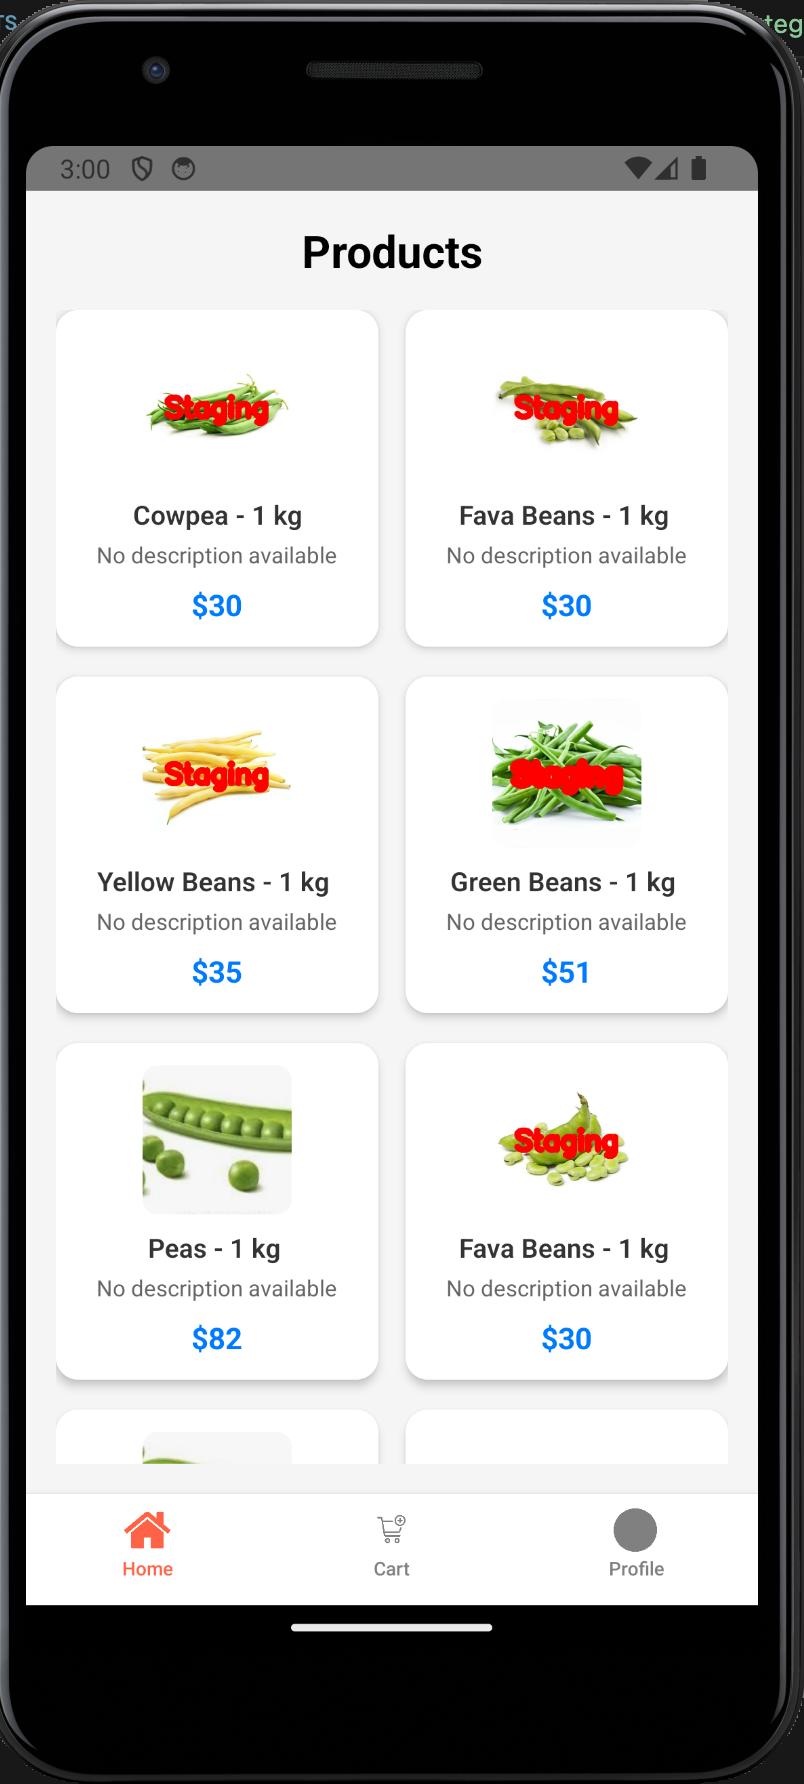 TS
teg
3:00
Products
Staging
Staging
Cowpea - 1 kg
Fava Beans - 1 kg
No description available
No description available
$30
$30
Staging
Staging
Yellow Beans - 1 kg
Green Beans - 1 kg
No description available
No description available
$35
$51
Staging
Peas - 1 kg
Fava Beans - 1 kg
No description available
No description available
$82
$30
Home
Cart
Profile